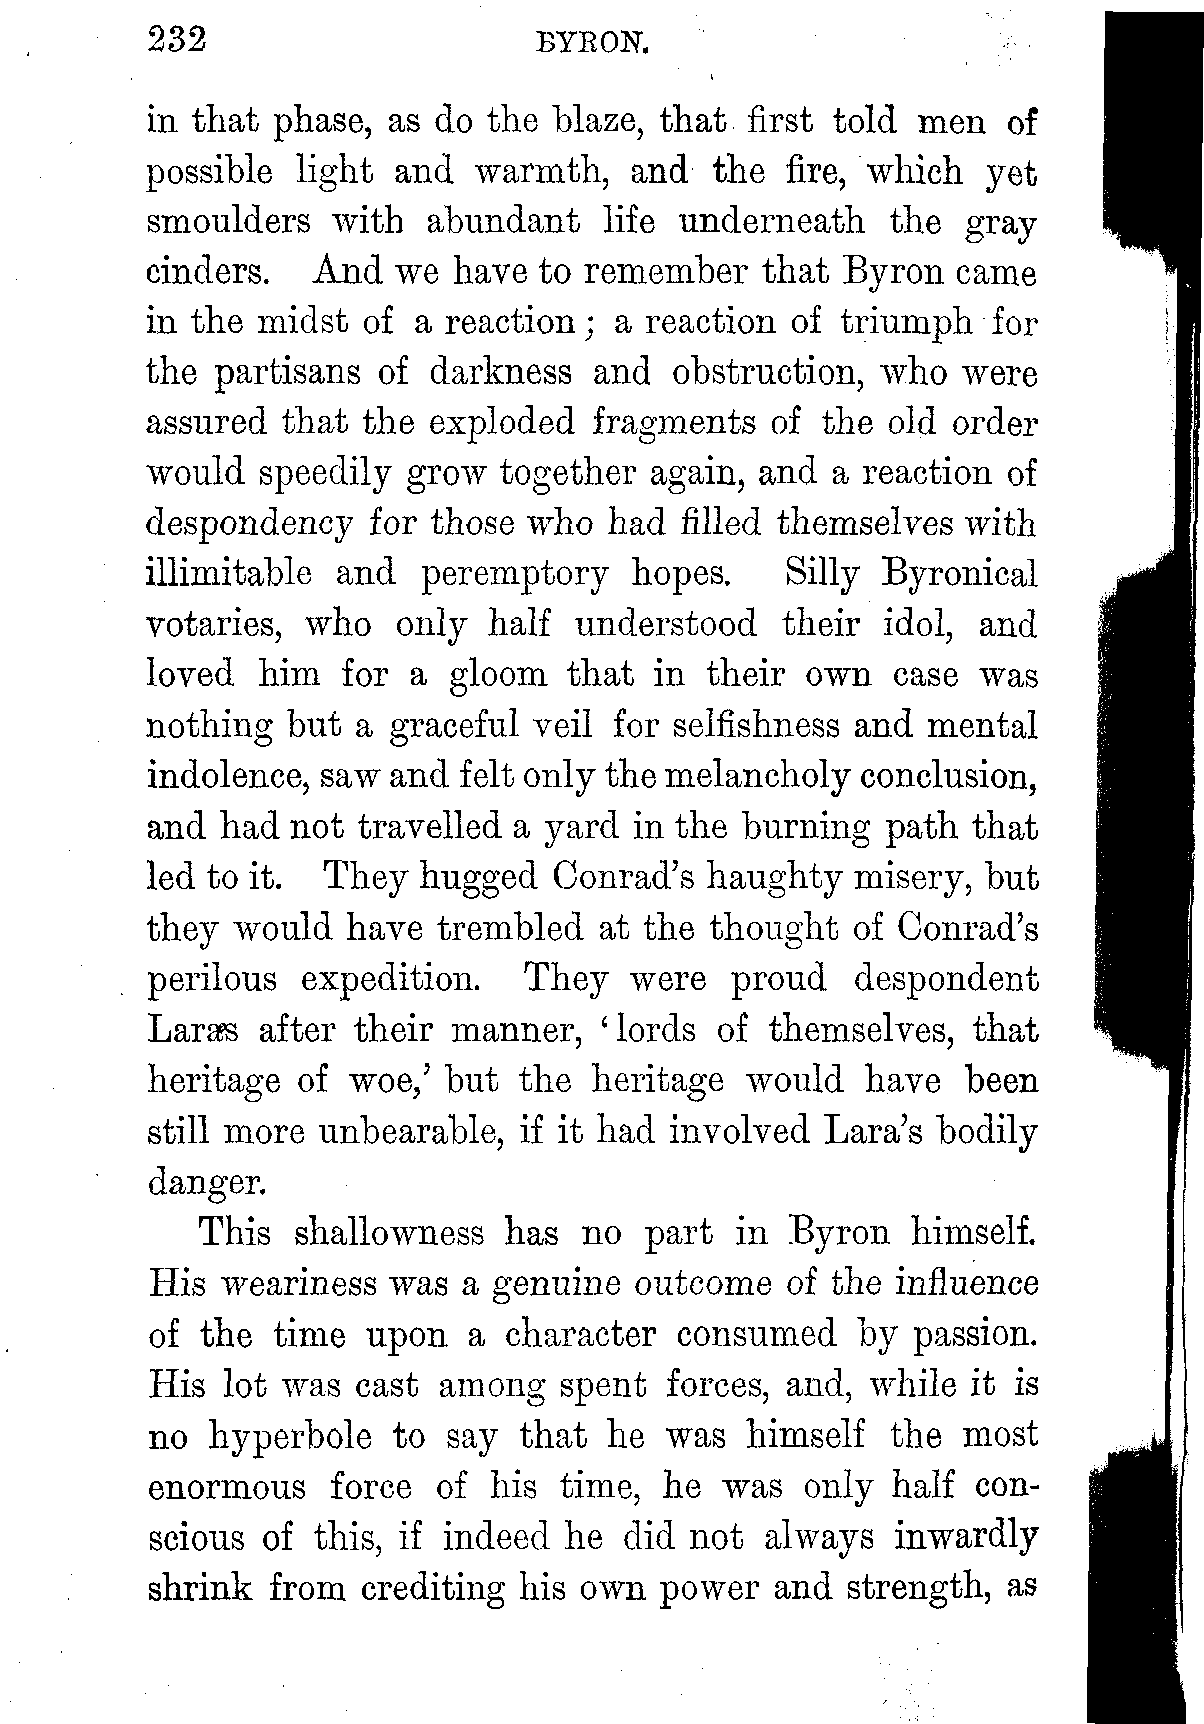 232 BYRON.
in that phase, as do the blaze, that first told men of
possible light and warmth, and the fire, which yet
smoulders with abundant life underneath the gray
cinders. And we have to remember that Byron came
in the midst of a reaction; a reaction of triumph for
the partisans of darkness and obstruction, who were
assured that the exploded fragments of the old order
would speedily grow together again, and a reaction of
despondency for those who had filled themselves with
illimitable and peremptory hopes. Silly Byronical
votaries, who only half understood their idol, and
loved him for a gloom that in their own case was
nothing but a graceful veil for selfishness and mental
indolence, saw and felt only the melancholy conclusion,
and had not travelled a yard in the burning path that
led to it. They hugged Conrad's haughty misery, but
they would have trembled at the thought of Conrad's
perilous expedition. They were proud despondent
Laras after their manner, 'lords of themselves, that
heritage of woe,' but the heritage would have been
still more unbearable, if it had involved Lara's bodily
danger.
This shallowness has no part in Byron himself.
His weariness was a genuine outcome of the influence
of the time upon a character consumed by passion.
His lot was cast among spent forces, and, while it is
no hyperbole to say that he was himself the most
enormous force of his time, he was only half con-
scious of this, if indeed he did not always inwardly
shrink from crediting his own power and strength, as